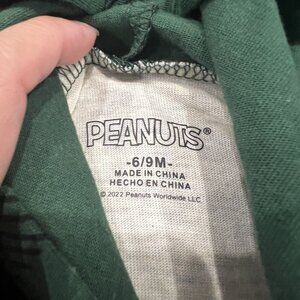 PEANUTS®
-6/9M-
MADE IN CHINA
HECHO EN CHINA
© 2022 Peanuts Worldwide LLC